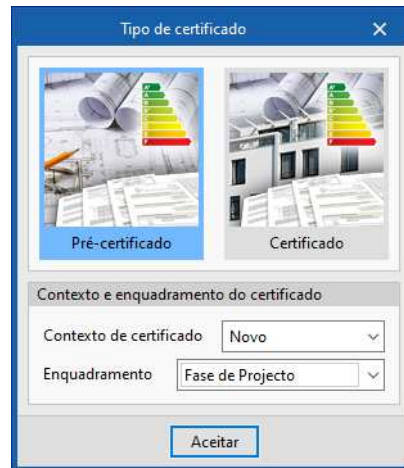 Tipo de certificado
Pré-certificado
Certificado
Contexto e enquadramento do certificado
Contexto de certificado Novo
Enquadramento Fase de Projecto
Aceitar